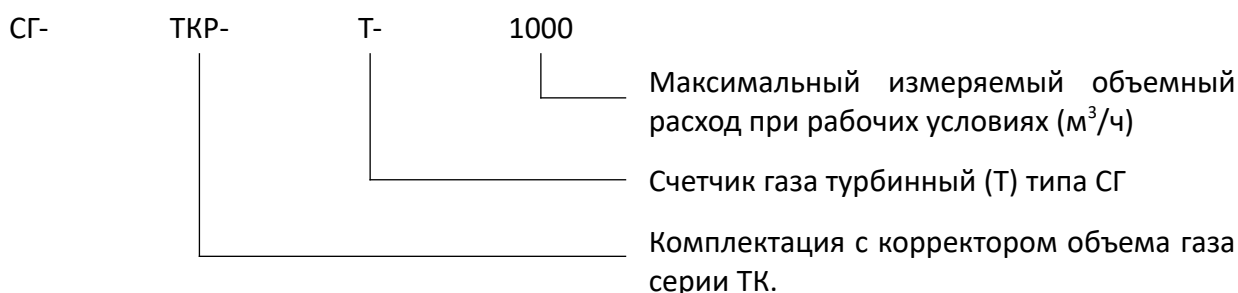 СГ- ТКР- Т- 1000
Максимальный измеряемый объемный
расход при рабочих условиях (м³/ч)
Счетчик газа турбинный (Т) типа СГ
Комплектация с корректором объема газа
серии ТК.